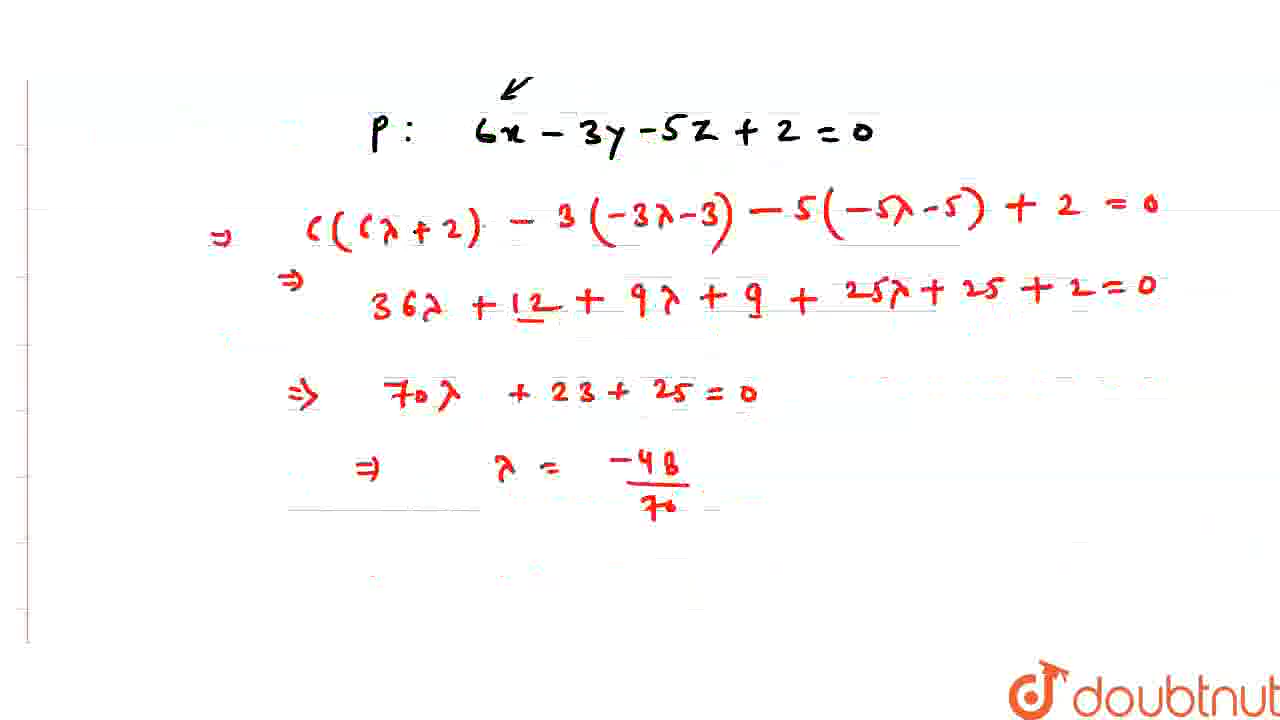 P: 6x - 3y - 5z + 2 = 0
⇒ 6(6λ + 2) - 3(-3λ - 3) - 5(-5λ - 5) + 2 = 0
⇒ 36λ + 12 + 9λ + 9 + 25λ + 25 + 2 = 0
⇒ 70λ + 23 + 25 = 0
⇒ λ = -48/70
doubtnut